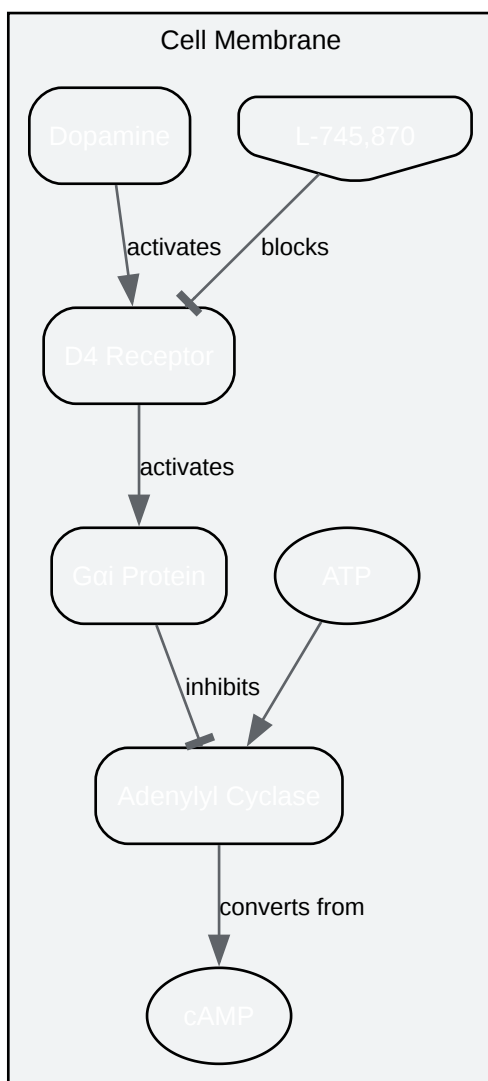 Cell Membrane
Dopamine
L-745,870
activates
blocks
D4 Receptor
activates
Gαi Protein
ATP
inhibits
Adenylyl Cyclase
converts from
cAMP